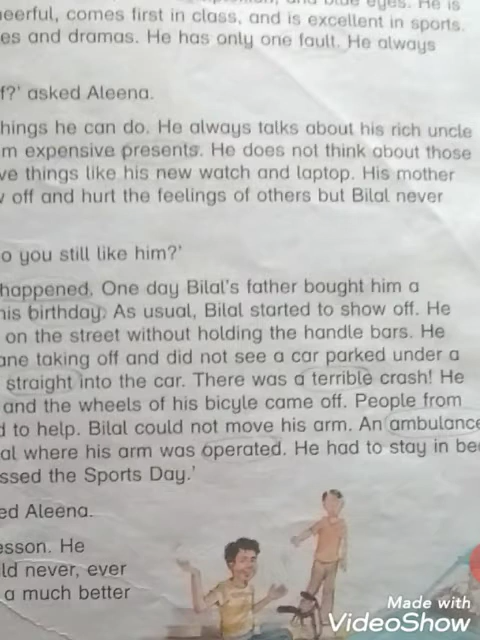 eyes. He is
cheerful, comes first in class, and is excellent in sports.
es and dramas. He has only one fault. He always
f?' asked Aleena.
hings he can do. He always talks about his rich uncle
m expensive presents. He does not think about those
ve things like his new watch and laptop. His mother
off and hurt the feelings of others but Bilal never
o you still like him?'
happened. One day Bilal's father bought him a
his birthday. As usual, Bilal started to show off. He
on the street without holding the handle bars. He
ane taking off and did not see a car parked under a
straight into the car. There was a terrible crash! He
and the wheels of his bicyle came off. People from
d to help. Bilal could not move his arm. An ambulance
al where his arm was operated. He had to stay in be
ssed the Sports Day.'
ed Aleena.
esson. He
ld never, ever
a much better
Made with
VideoShow